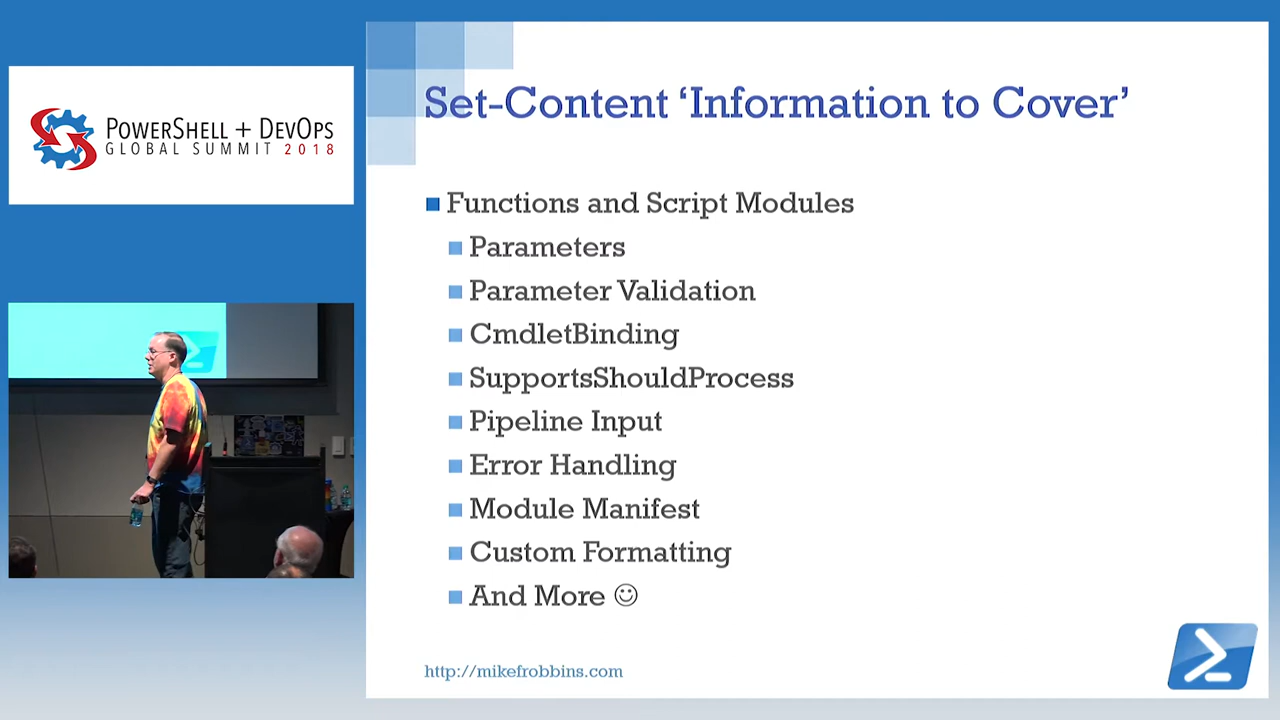 POWERSHELL + DEVOPS
GLOBAL SUMMIT 2018
Set-Content ‘Information to Cover’
Functions and Script Modules
Parameters
Parameter Validation
CmdletBinding
SupportsShouldProcess
Pipeline Input
Error Handling
Module Manifest
Custom Formatting
And More ☺
http://mikefrobbins.com